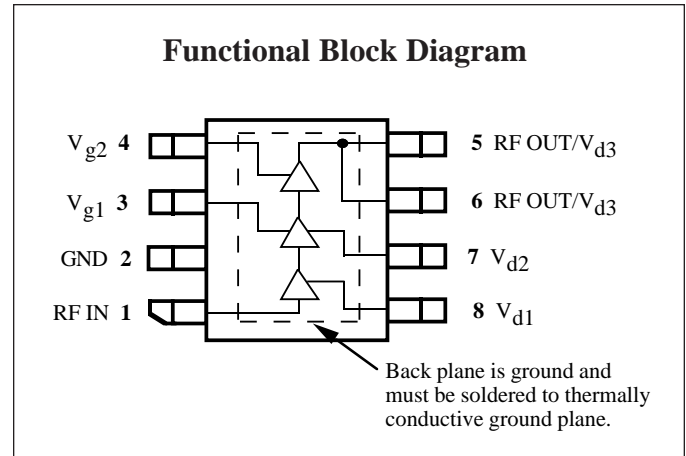 Functional Block Diagram
Vg2 4
Vg1 3
GND 2
RF IN 1
5 RF OUT/Vd3
6 RF OUT/Vd3
7 Vd2
8 Vd1
Back plane is ground and
must be soldered to thermally
conductive ground plane.